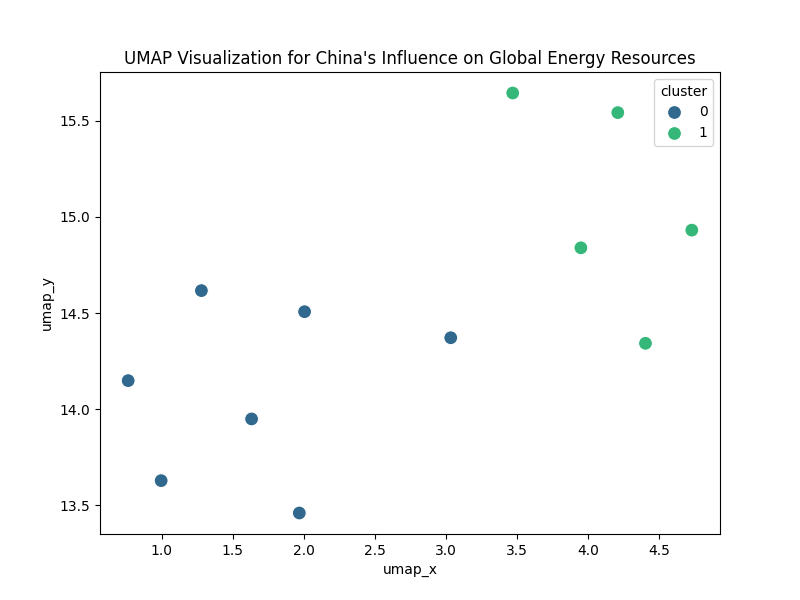 UMAP Visualization for China's Influence on Global Energy Resources
cluster
0
1
umap_y
15.5
15.0
14.5
14.0
13.5
1.0 1.5 2.0 2.5 3.0 3.5 4.0 4.5
umap_x